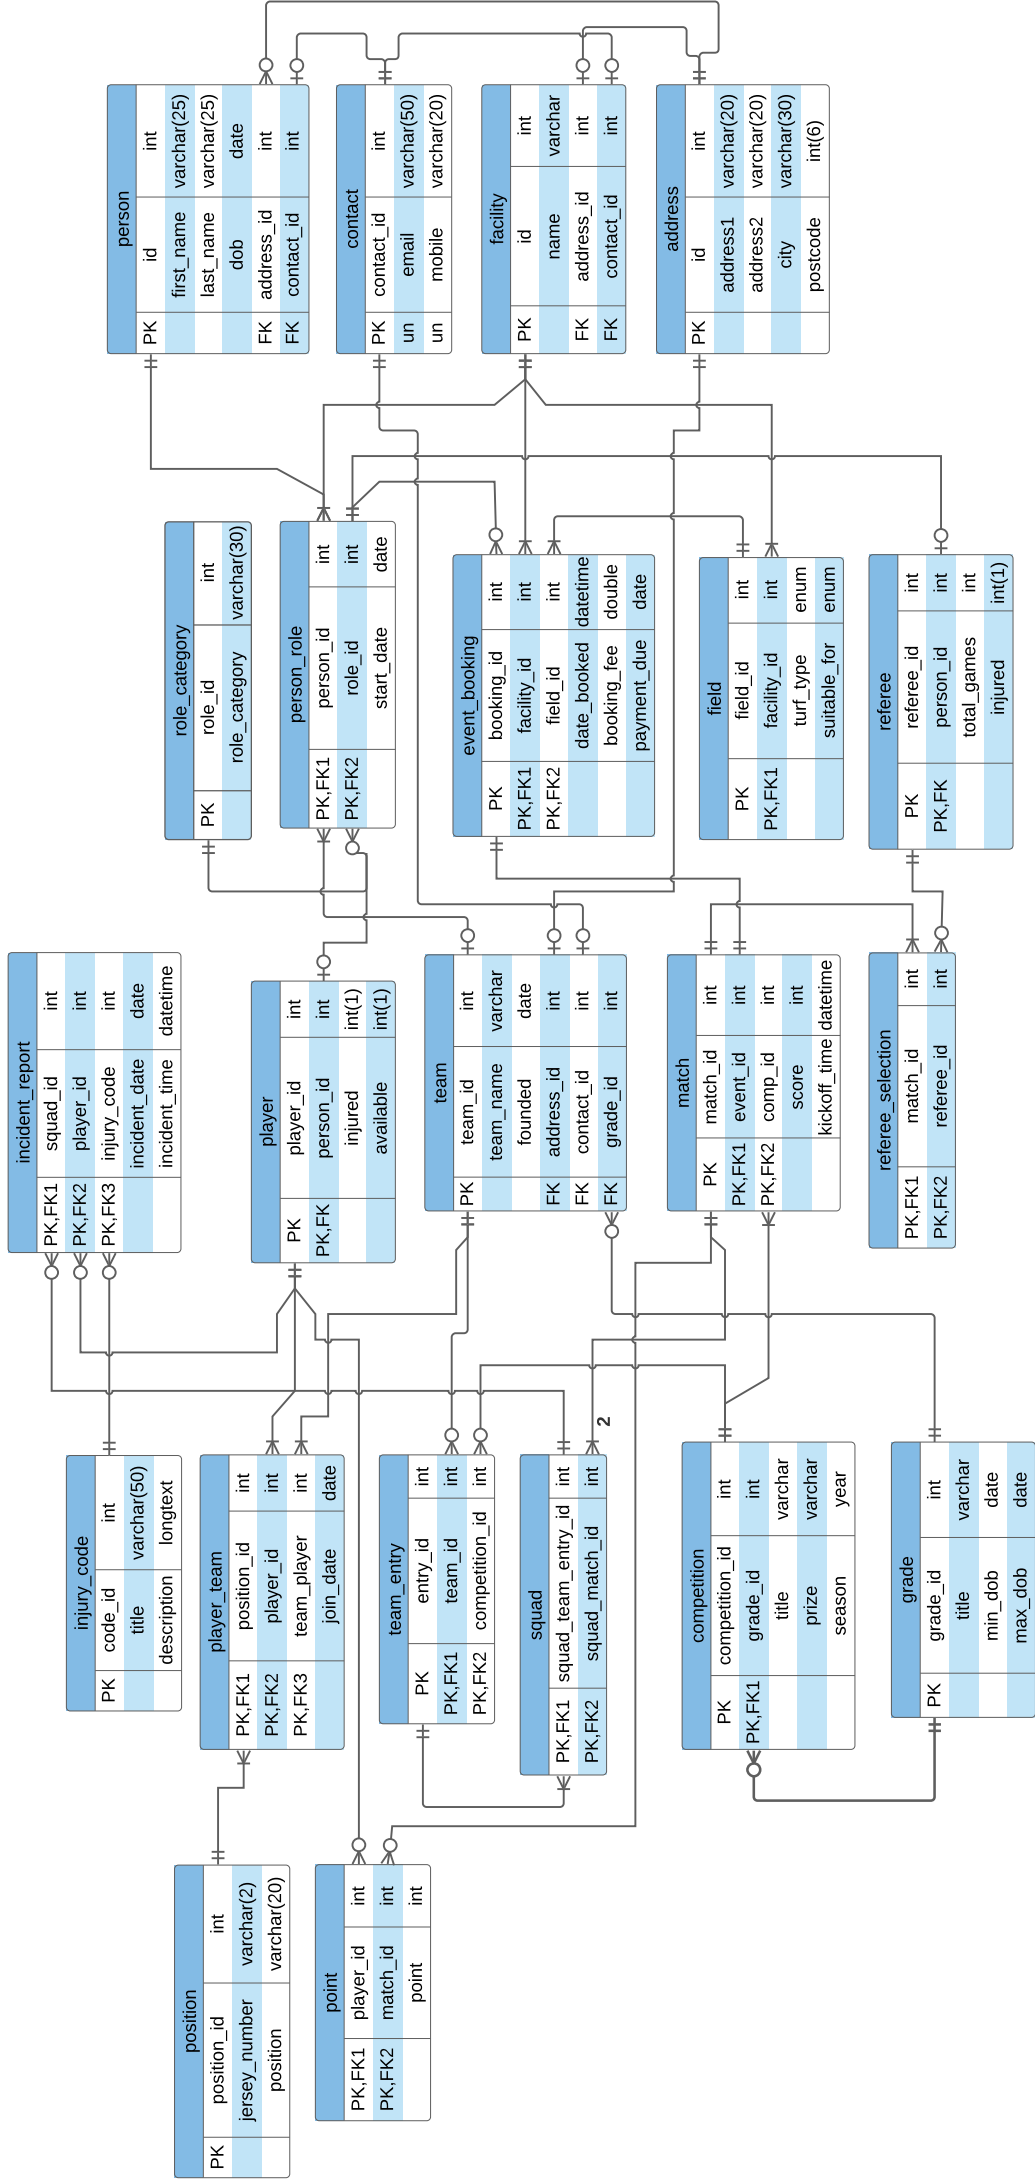 person
PK id int
first_name varchar(25)
last_name varchar(25)
dob date
FK address_id int
FK contact_id int
contact
PK contact_id int
un email varchar(50)
un mobile varchar(20)
facility
PK id int
name varchar
FK address_id int
FK contact_id int
address
PK id int
address1 varchar(20)
address2 varchar(20)
city varchar(30)
postcode int(6)
role_category
PK role_id int
role_category varchar(30)
person_role
PK,FK1 person_id int
PK,FK2 role_id int
start_date date
event_booking
PK booking_id int
PK,FK1 facility_id int
PK,FK2 field_id int
date_booked datetime
booking_fee double
payment_due date
field
PK field_id int
PK,FK1 facility_id int
turf_type enum
suitable_for enum
referee
PK referee_id int
PK,FK person_id int
total_games int
injured int(1)
incident_report
PK,FK1 squad_id int
PK,FK2 player_id int
PK,FK3 injury_code int
incident_date date
incident_time datetime
player
PK player_id int
PK,FK person_id int
injured int(1)
available int(1)
team
PK team_id int
team_name varchar
founded date
FK address_id int
FK contact_id int
FK grade_id int
match
PK match_id int
PK,FK1 event_id int
PK,FK2 comp_id int
score int
kickoff_time datetime
referee_selection
PK,FK1 match_id int
PK,FK2 referee_id int
injury_code
PK code_id int
title varchar(50)
description longtext
player_team
PK,FK1 position_id int
PK,FK2 player_id int
PK,FK3 team_player int
join_date date
team_entry
PK entry_id int
PK,FK1 team_id int
PK,FK2 competition_id int
squad
PK,FK1 squad_team_entry_id int
PK,FK2 squad_match_id int
2
competition
PK competition_id int
PK,FK1 grade_id int
title varchar
prize varchar
season year
grade
PK grade_id int
title varchar
min_dob date
max_dob date
position
PK position_id int
jersey_number varchar(2)
position varchar(20)
point
PK,FK1 player_id int
PK,FK2 match_id int
point int